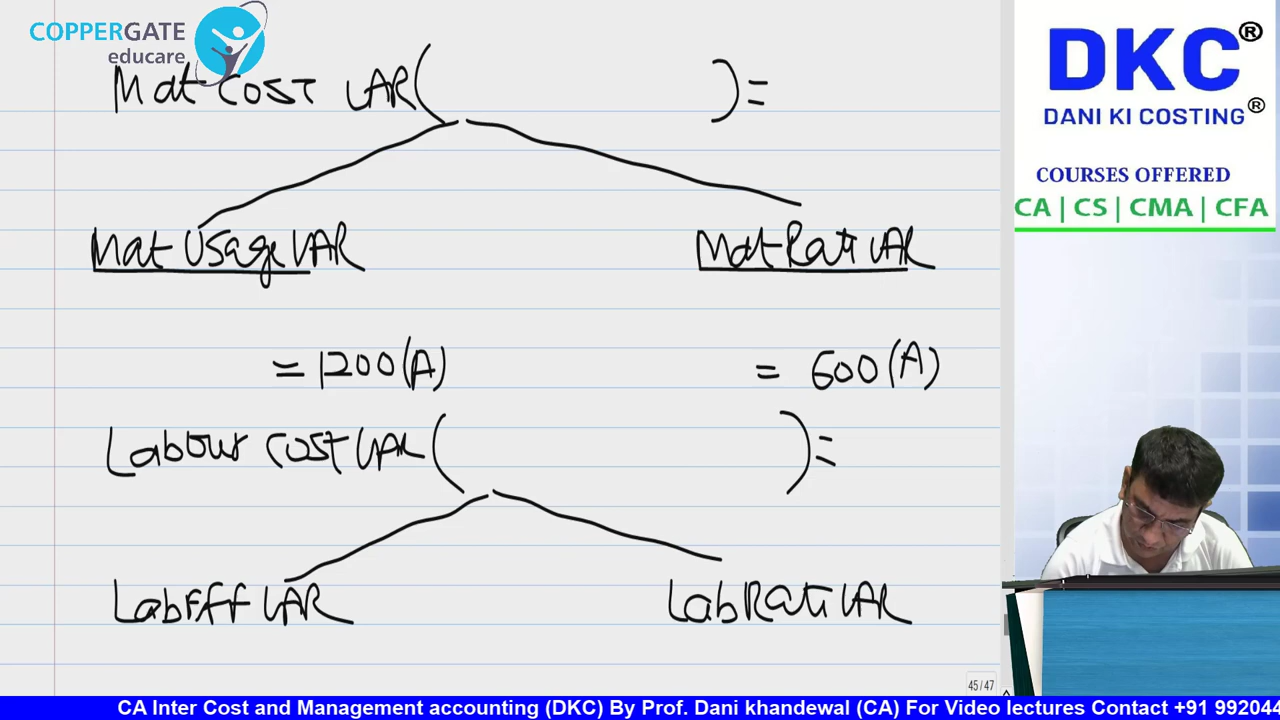 COPPERGATE
educare
Mat Cost VAR( ) =
Mat Usage VAR
Mat Rate VAR
= 1200(A)
= 600(A)
Labour Cost VAR( ) =
Lab Eff VAR
Lab Rate VAR
45 / 47
DKC®
DANI KI COSTING®
COURSES OFFERED
CA | CS | CMA | CFA
CA Inter Cost and Management accounting (DKC) By Prof. Dani khandewal (CA) For Video lectures Contact +91 992044